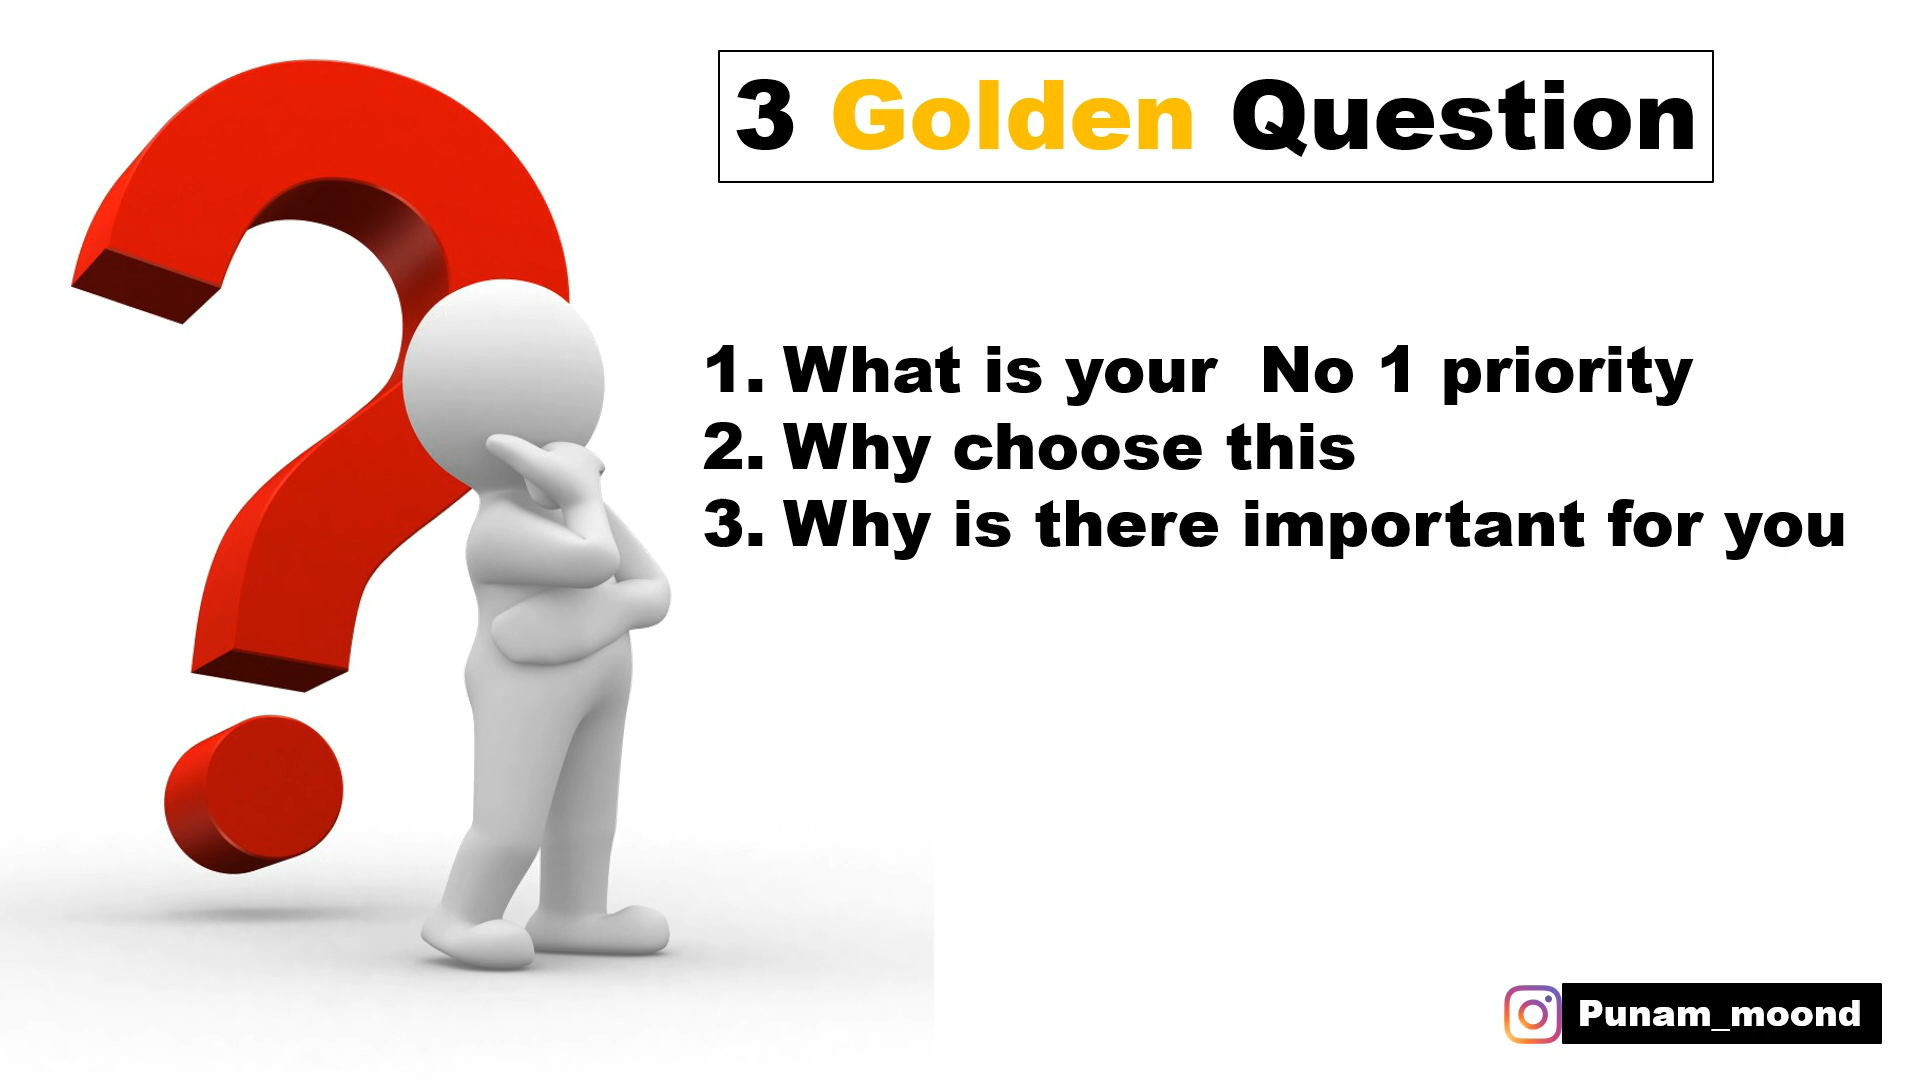 3 Golden Question
1. What is your  No 1 priority
2. Why choose this
3. Why is there important for you
Punam_moond